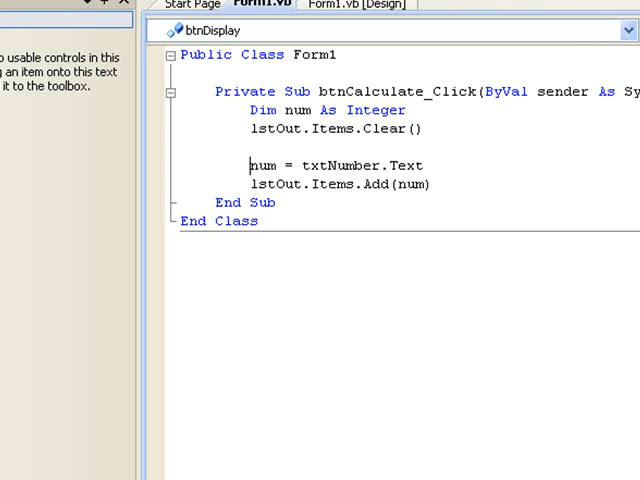 Start Page Form1.vb Form1.vb [Design]
usable controls in this
an item onto this text
it to the toolbox.
btnDisplay
Public Class Form1
Private Sub btnCalculate_Click(ByVal sender As Sy
Dim num As Integer
lstOut.Items.Clear()
num = txtNumber.Text
lstOut.Items.Add(num)
End Sub
End Class